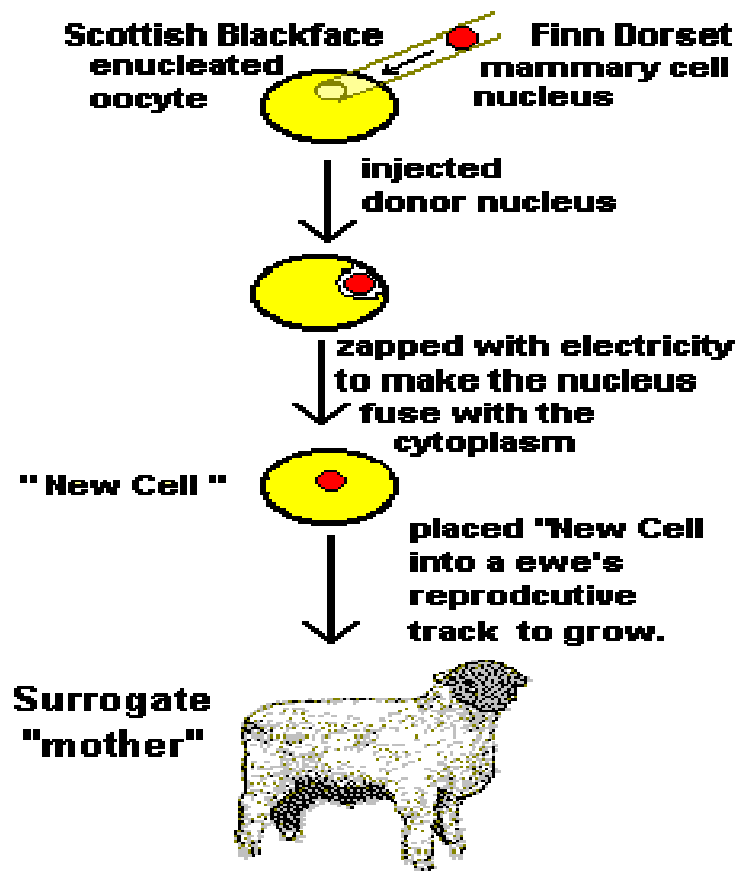 Scottish Blackface
enucleated
oocyte
Finn Dorset
mammary cell
nucleus
injected
donor nucleus
zapped with electricity
to make the nucleus
fuse with the
cytoplasm
" New Cell "
placed "New Cell
into a ewe's
reprodcutive
track to grow.
Surrogate
"mother"